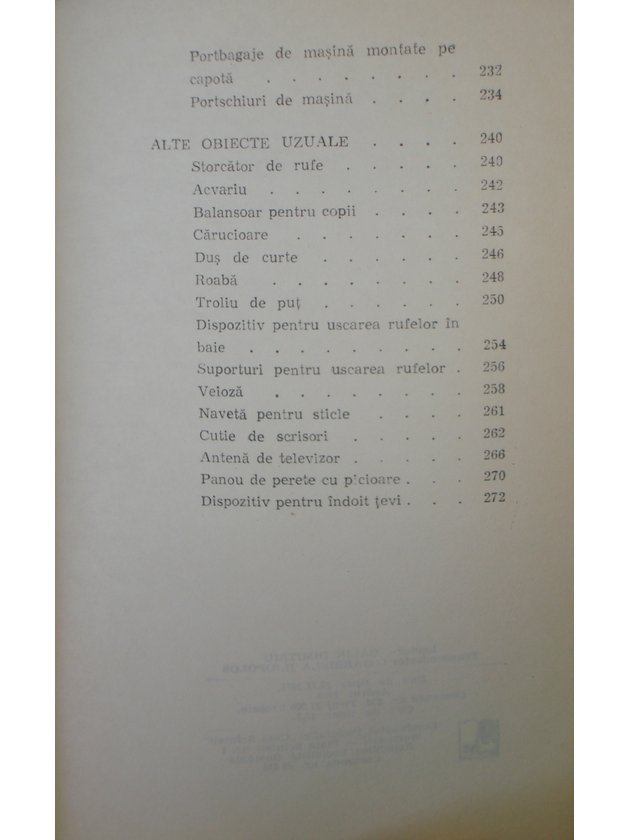 Portbagaje de mașină montate pe
capotă . . . . . . . . 232
Portschiuri de mașină . . . . 234
ALTE OBIECTE UZUALE . . . . 240
Storcător de rufe . . . . . 240
Acvariu . . . . . . . . 242
Balansoar pentru copii . . . . 243
Cărucioare . . . . . . . 245
Duș de curte . . . . . . 246
Roabă . . . . . . . . 248
Troliu de puț . . . . . . 250
Dispozitiv pentru uscarea rufelor în
baie . . . . . . . . . 254
Suporturi pentru uscarea rufelor . 256
Veioză . . . . . . . . 258
Navetă pentru sticle . . . . 261
Cutie de scrisori . . . . . 262
Antenă de televizor . . . . . 266
Panou de perete cu picioare . . . 270
Dispozitiv pentru îndoit țevi . . . 272